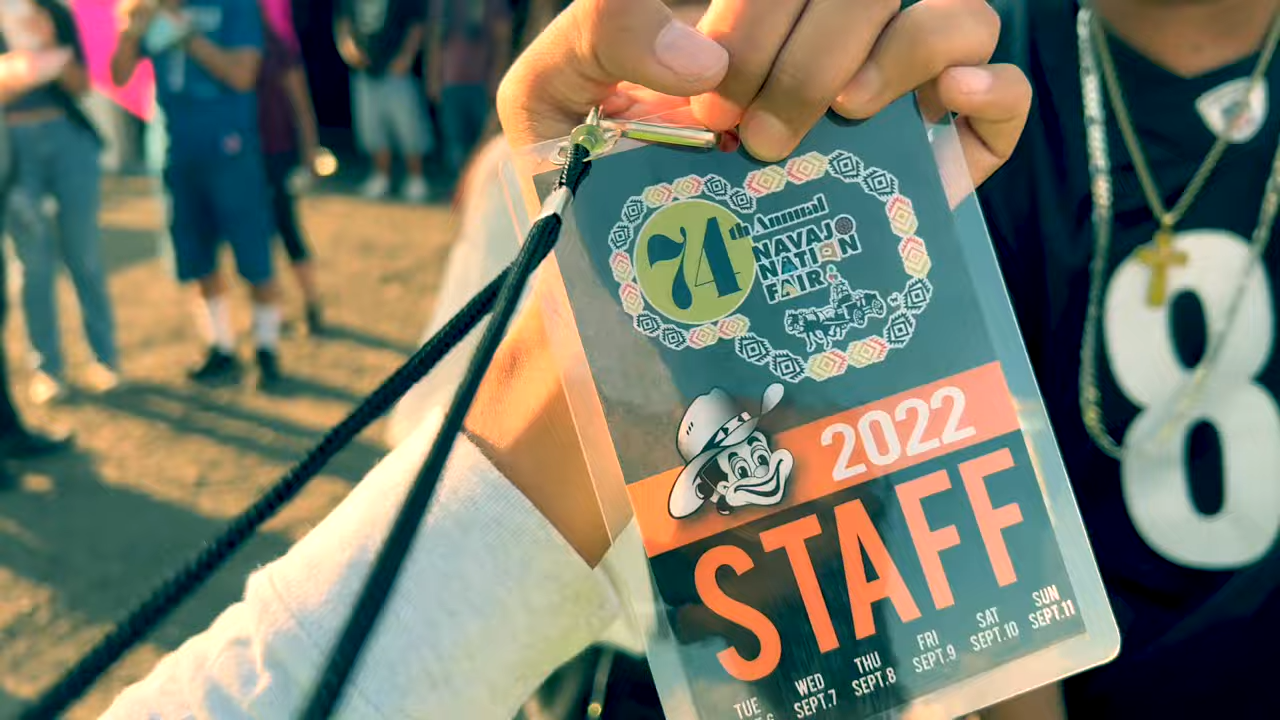 74th Annual
NAVAJO
NATION
FAIR
2022
STAFF
TUE
WED
SEPT.7
THU
SEPT.8
FRI
SEPT.9
SAT
SEPT.10
SUN
SEPT.11
8